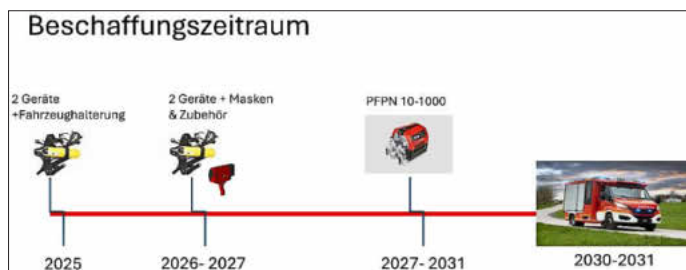 Beschaffungszeitraum
2 Geräte
+Fahrzeughalterung
2 Geräte + Masken
& Zubehör
PFPN 10-1000
2025
2026- 2027
2027- 2031
2030-2031